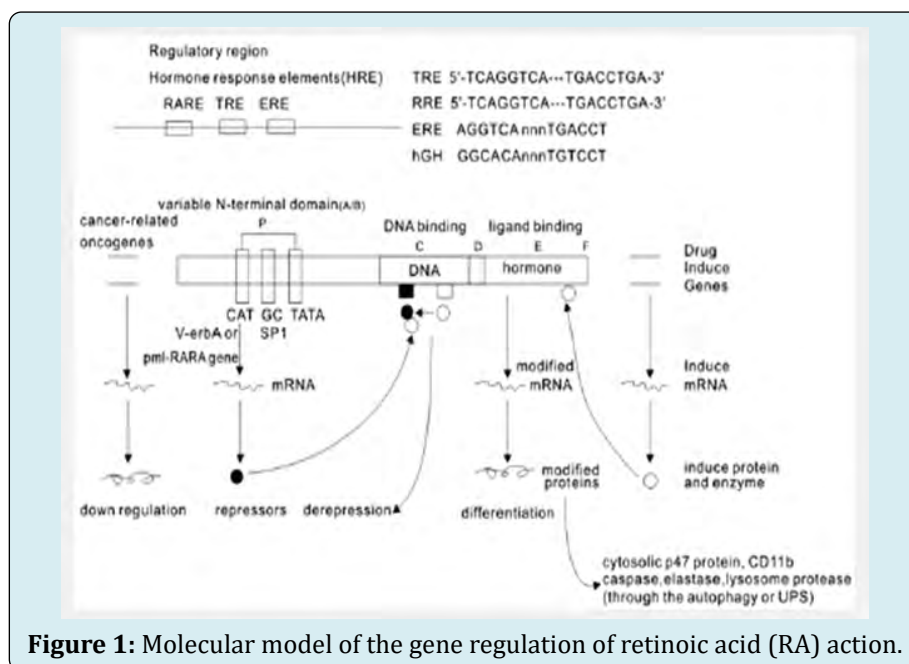 Regulatory region
Hormone response elements(HRE)
RARE TRE ERE
TRE 5'-TCAGGTCA---TGACCTGA-3'
RRE 5'-TCAGGTCA---TGACCTGA-3'
ERE AGGTCAnnnTGACCT
hGH GGCACAnnnTGTCCT
cancer-related
oncogenes
variable N-terminal domain(A/B)
P
DNA binding
C
D
ligand binding
E
F
DNA
hormone
Drug
Induce
Genes
CAT GC TATA
V-erbA or SP1
pml-RARA gene
mRNA
modified
mRNA
Induce
mRNA
down regulation
repressors
derepression
modified
proteins
differentiation
induce protein
and enzyme
cytosolic p47 protein, CD11b
caspase,elastase,lysosome protease
(through the autophagy or UPS)
Figure 1: Molecular model of the gene regulation of retinoic acid (RA) action.